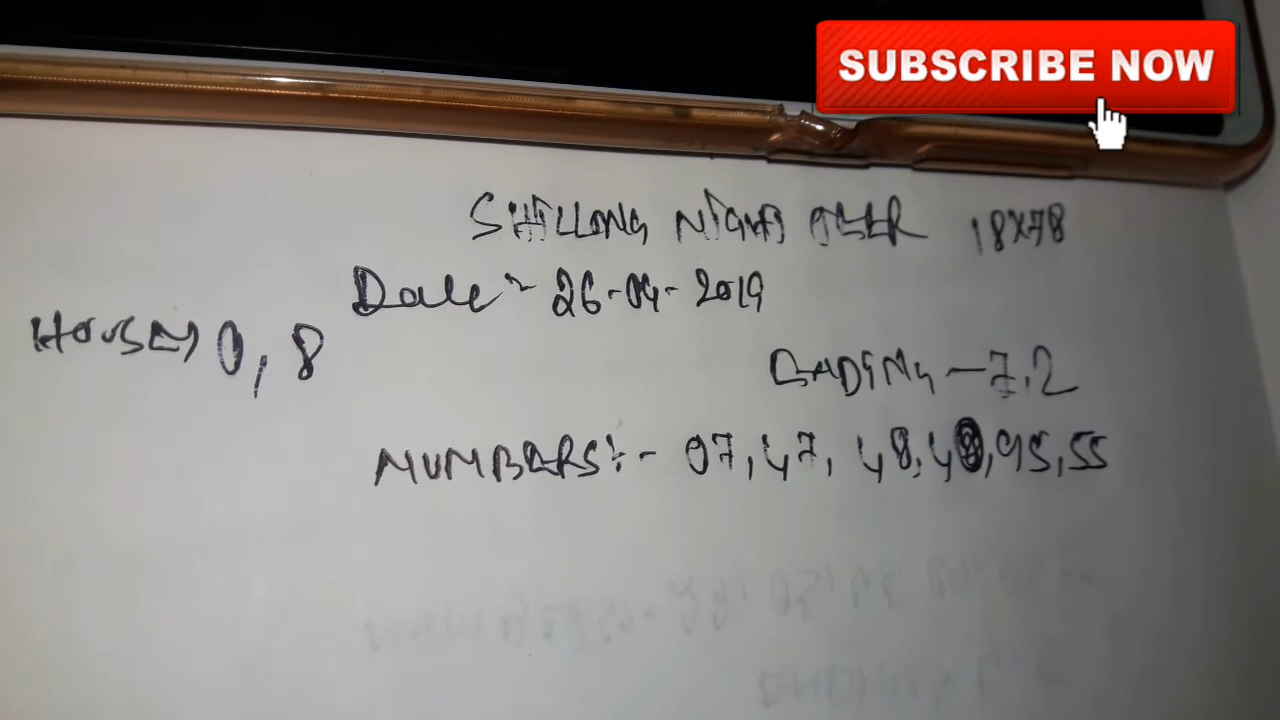 SUBSCRIBE NOW
SHILLONG NIGHT TEER 18X78
Date - 26-04-2019
HOUSE 0, 8
ENDING - 7,2
NUMBERS:- 07, 47, 48, 95, 55